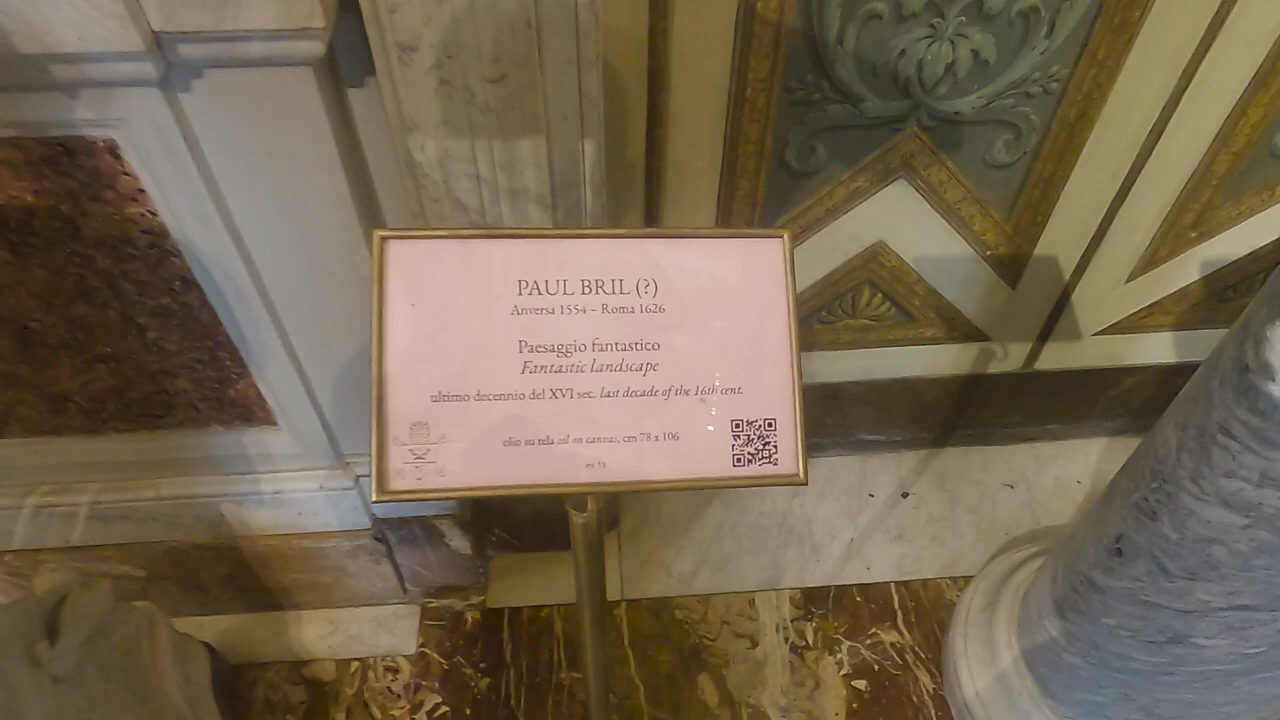 PAUL BRIL (?)
Anversa 1554 – Roma 1626
Paesaggio fantastico
Fantastic landscape
ultimo decennio del XVI sec. last decade of the 16th cent.
olio su tela oil on canvas, cm 78 x 106